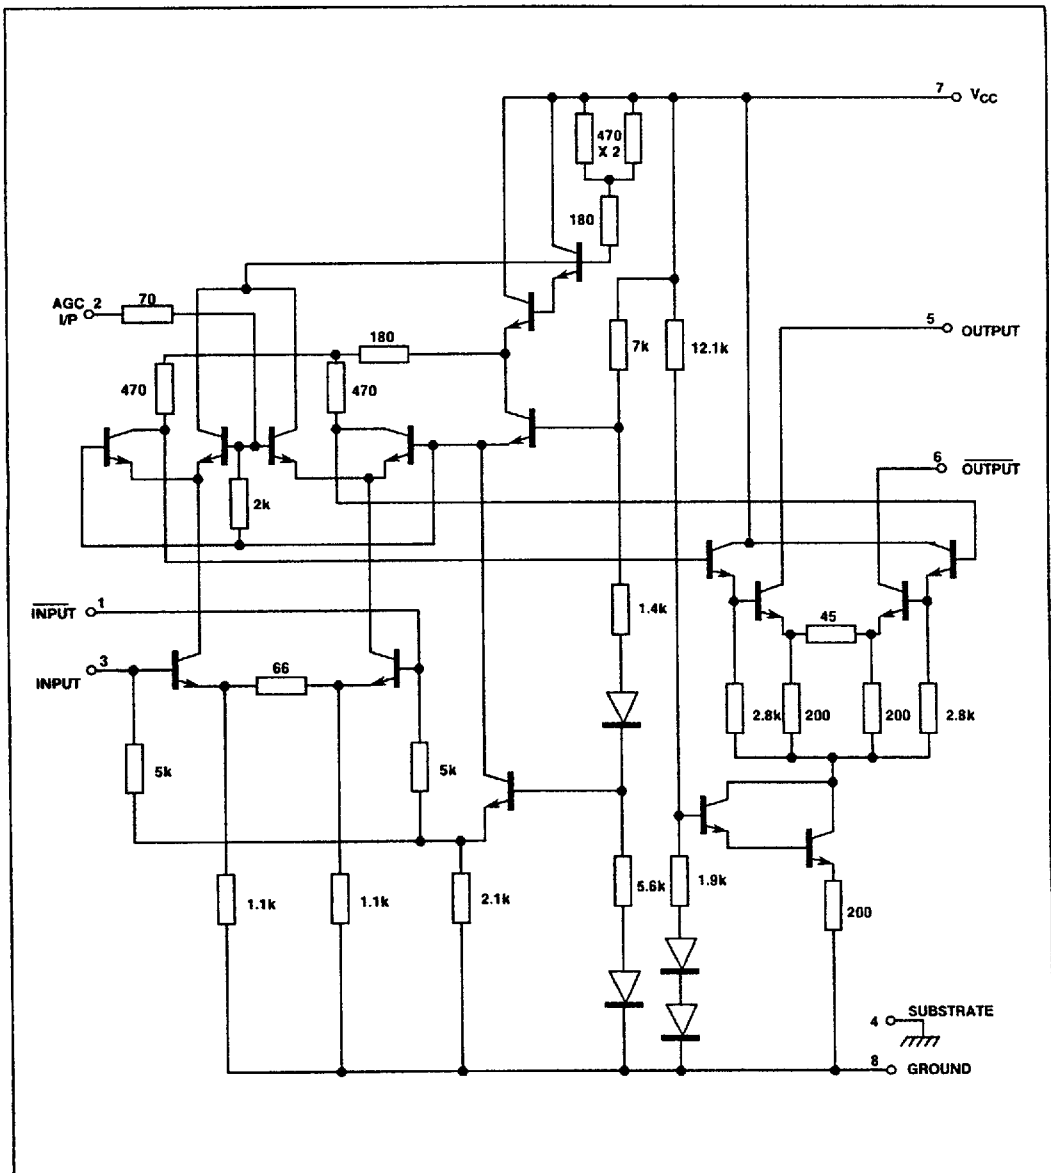 7 VCC
470
X 2
180
AGC 2
I/P
70
180
7k
12.1k
5 OUTPUT
470
470
6 OUTPUT
2k
INPUT 1
1.4k
45
3
INPUT
66
2.8k
200
200
2.8k
5k
5k
1.1k
1.1k
2.1k
5.6k
1.9k
200
SUBSTRATE
4
8
GROUND